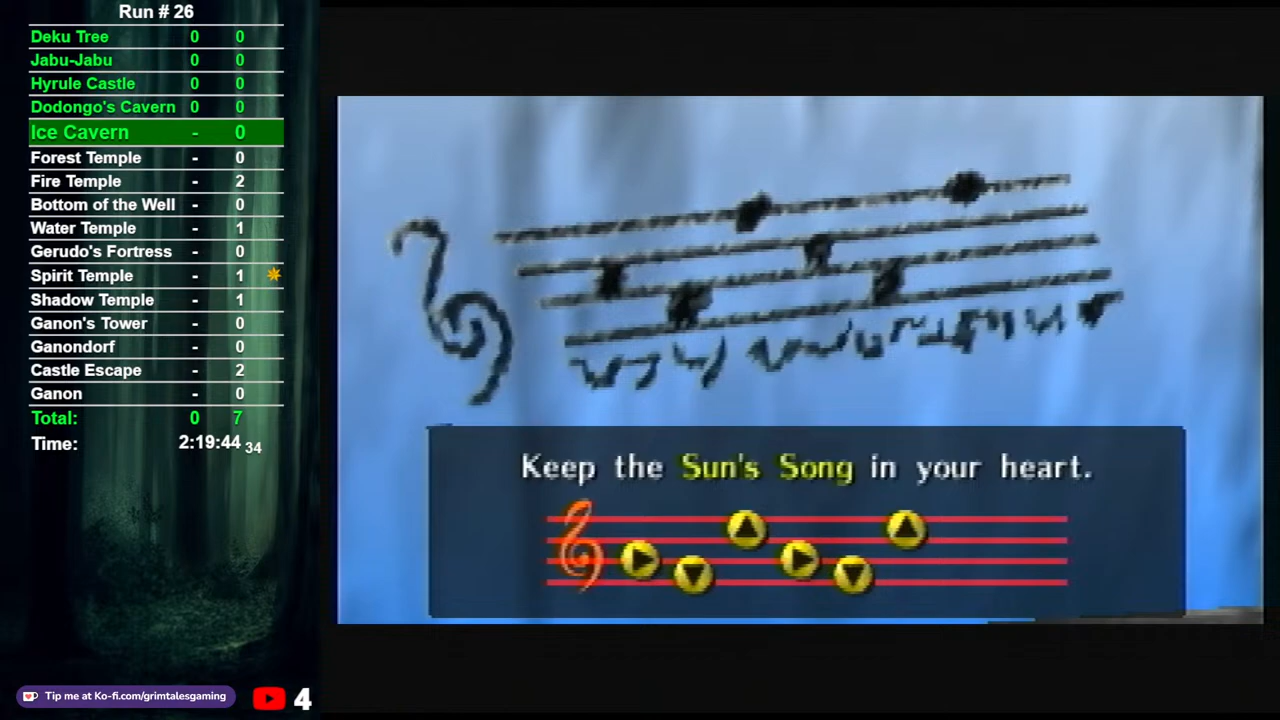 Run # 26
Deku Tree 0 0
Jabu-Jabu 0 0
Hyrule Castle 0 0
Dodongo's Cavern 0 0
Ice Cavern - 0
Forest Temple - 0
Fire Temple - 2
Bottom of the Well - 0
Water Temple - 1
Gerudo's Fortress - 0
Spirit Temple - 1
Shadow Temple - 1
Ganon's Tower - 0
Ganondorf - 0
Castle Escape - 2
Ganon - 0
Total: 0 7
Time: 2:19:44 34
Tip me at Ko-fi.com/grimtalesgaming
4
Keep the Sun's Song in your heart.